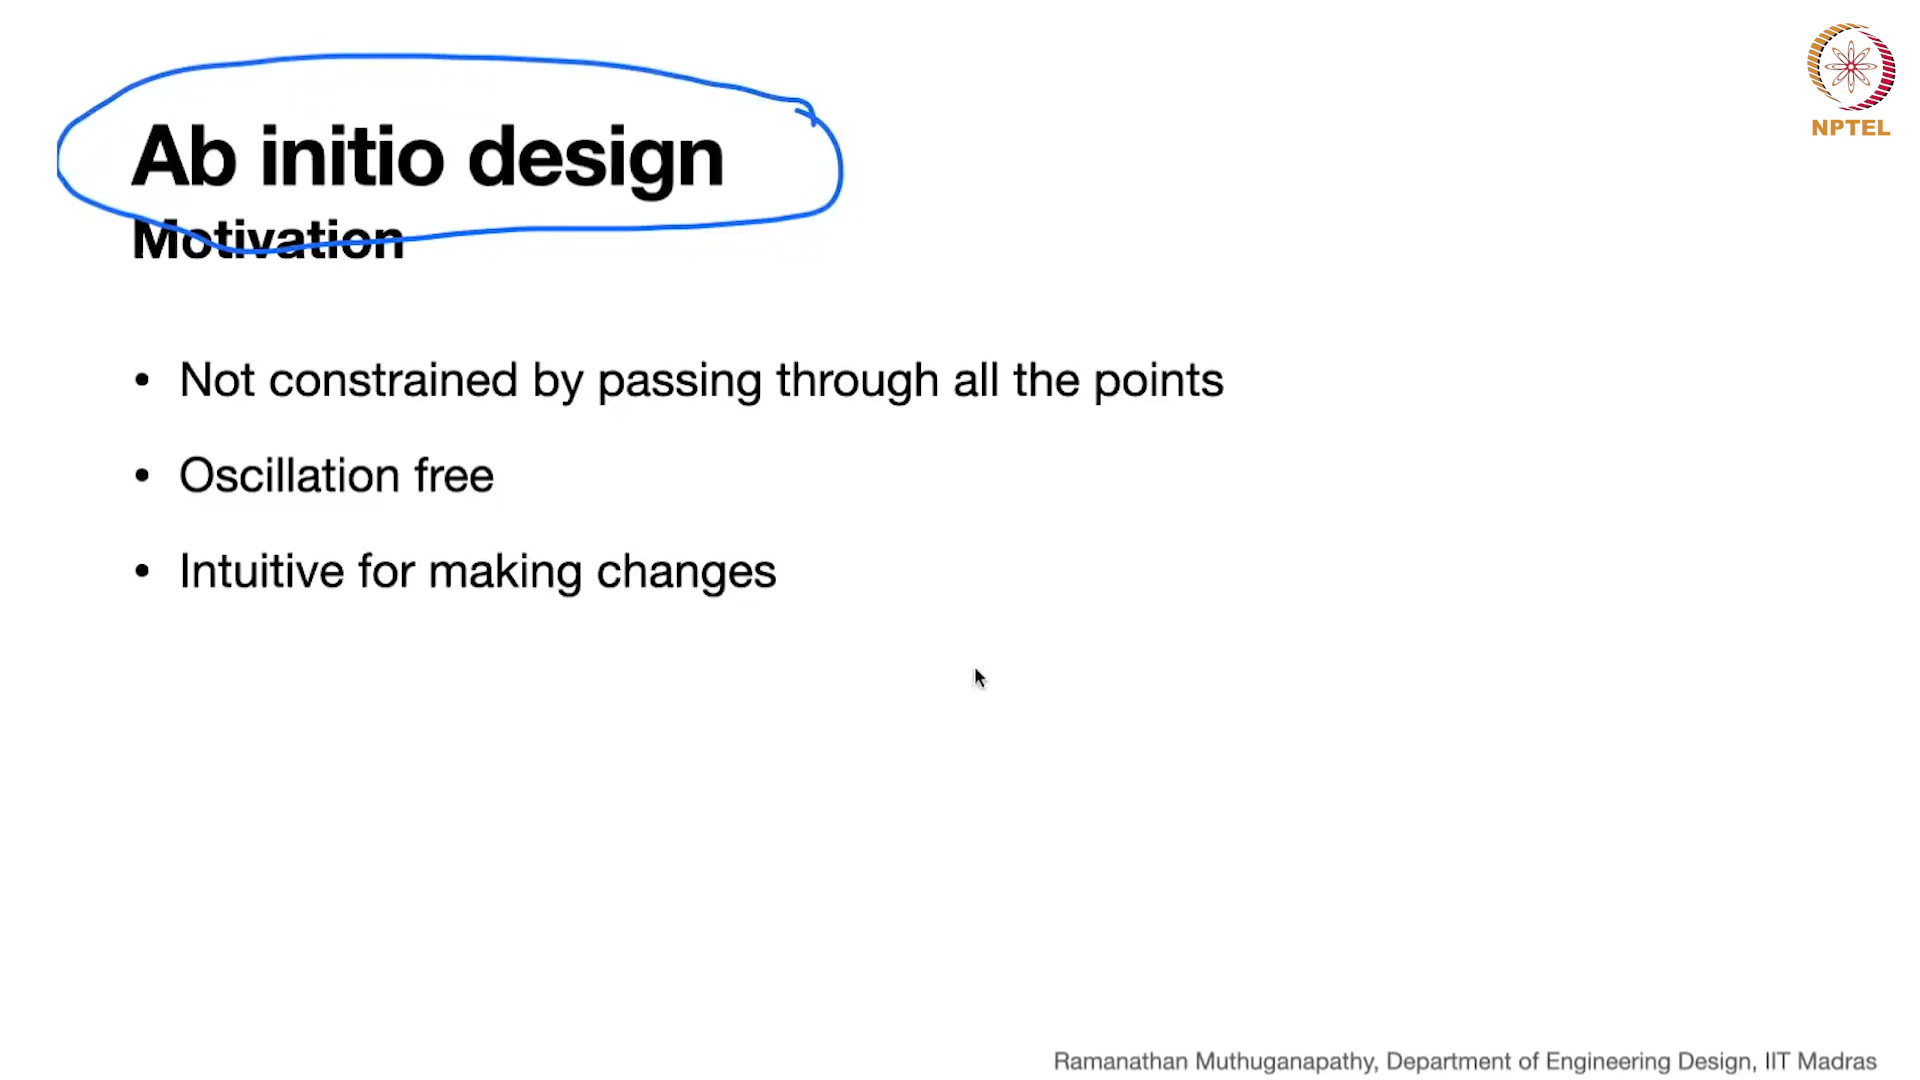 NPTEL
Ab initio design
Motivation
• Not constrained by passing through all the points
• Oscillation free
• Intuitive for making changes
Ramanathan Muthuganapathy, Department of Engineering Design, IIT Madras